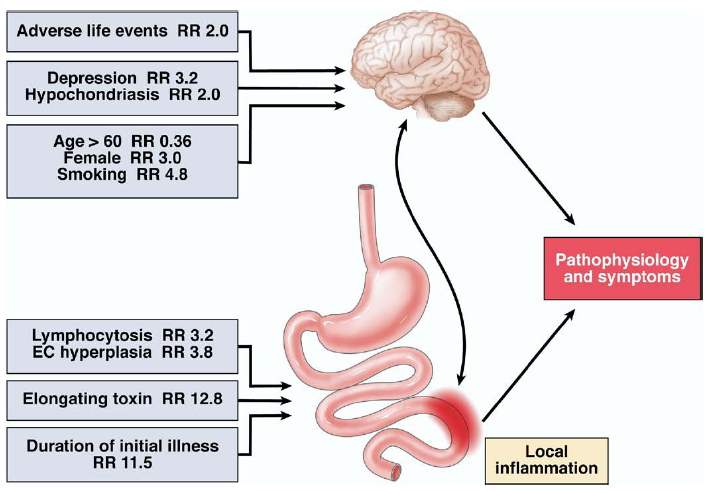 Adverse life events RR 2.0
Depression RR 3.2
Hypochondriasis RR 2.0
Age > 60 RR 0.36
Female RR 3.0
Smoking RR 4.8
Pathophysiology
and symptoms
Lymphocytosis RR 3.2
EC hyperplasia RR 3.8
Elongating toxin RR 12.8
Duration of initial illness
RR 11.5
Local
inflammation